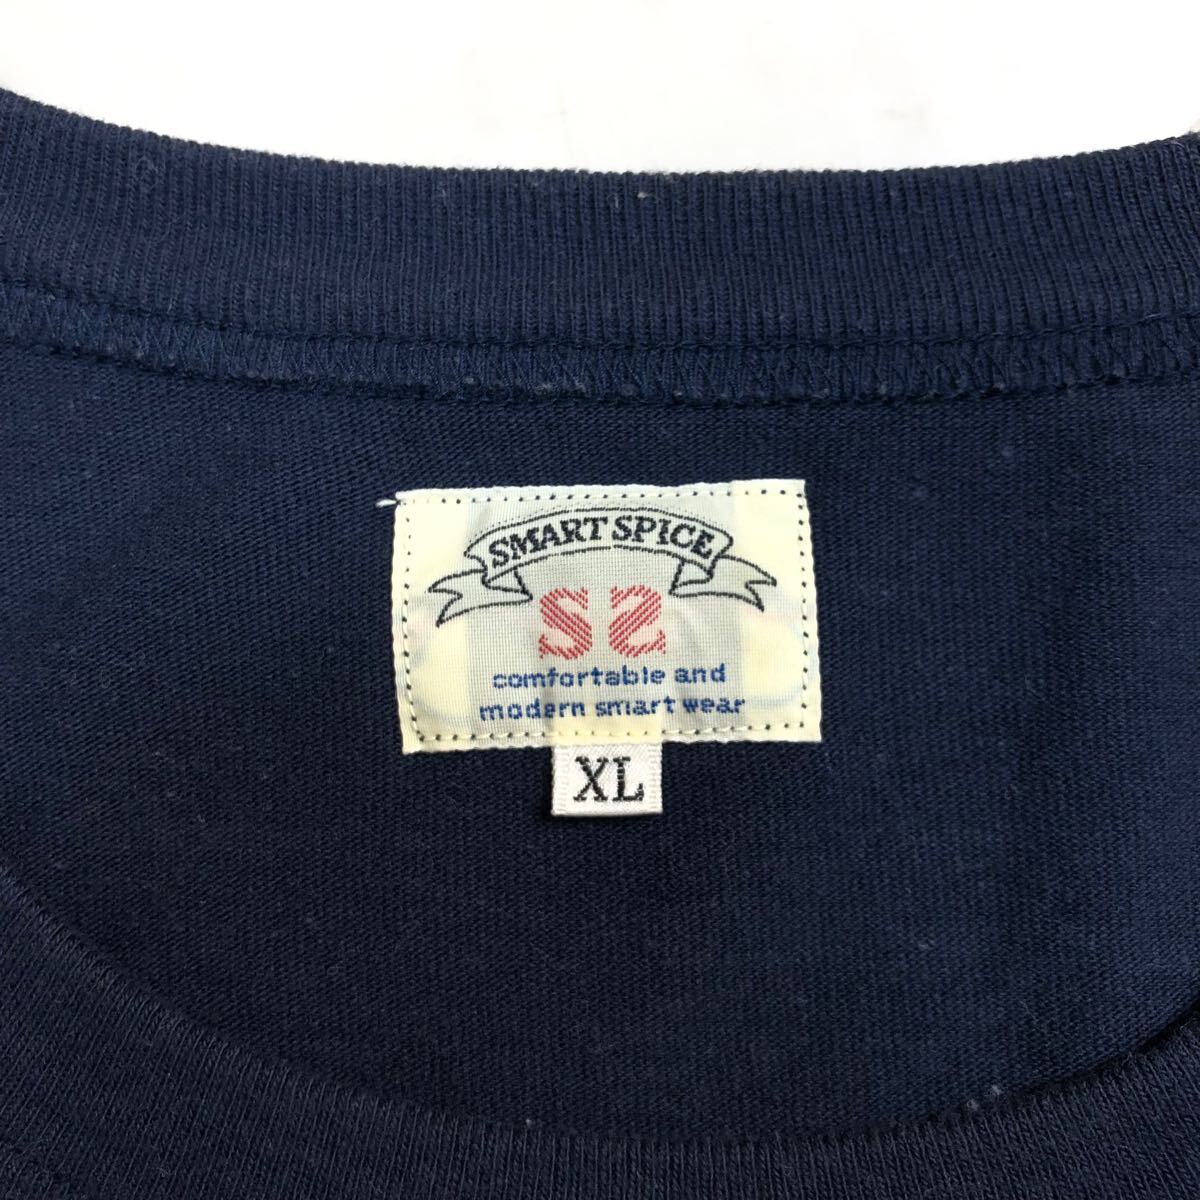 SMART SPICE
SS
comfortable and
modern smart wear
XL